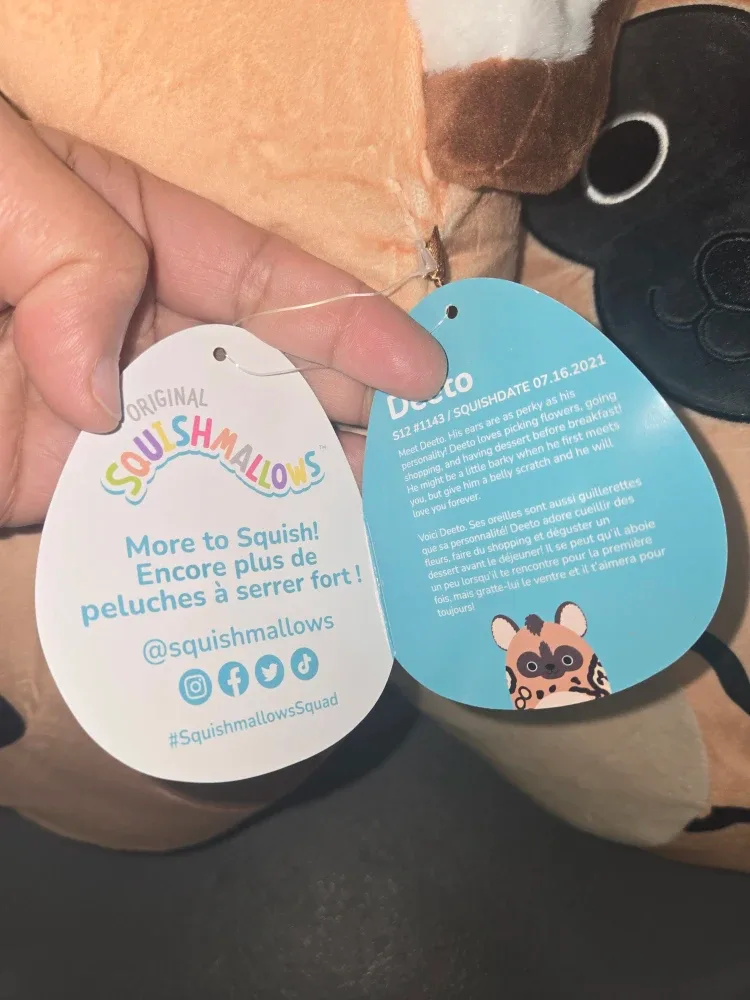 ORIGINAL
SQUISHMALLOWS™
More to Squish!
Encore plus de
peluches à serrer fort !
@squishmallows
#SquishmallowsSquad
Deeto
S12 #1143 / SQUISHDATE 07.16.2021
Meet Deeto. His ears are as perky as his
personality! Deeto loves picking flowers, going
shopping, and having dessert before breakfast!
He might be a little barky when he first meets
you, but give him a belly scratch and he will
love you forever.
Voici Deeto. Ses oreilles sont aussi guillerettes
que sa personnalité! Deeto adore cueillir des
fleurs, faire du shopping et déguster un
dessert avant le déjeuner! Il se peut qu'il aboie
un peu lorsqu'il te rencontre pour la première
fois, mais gratte-lui le ventre et il t'aimera pour
toujours!